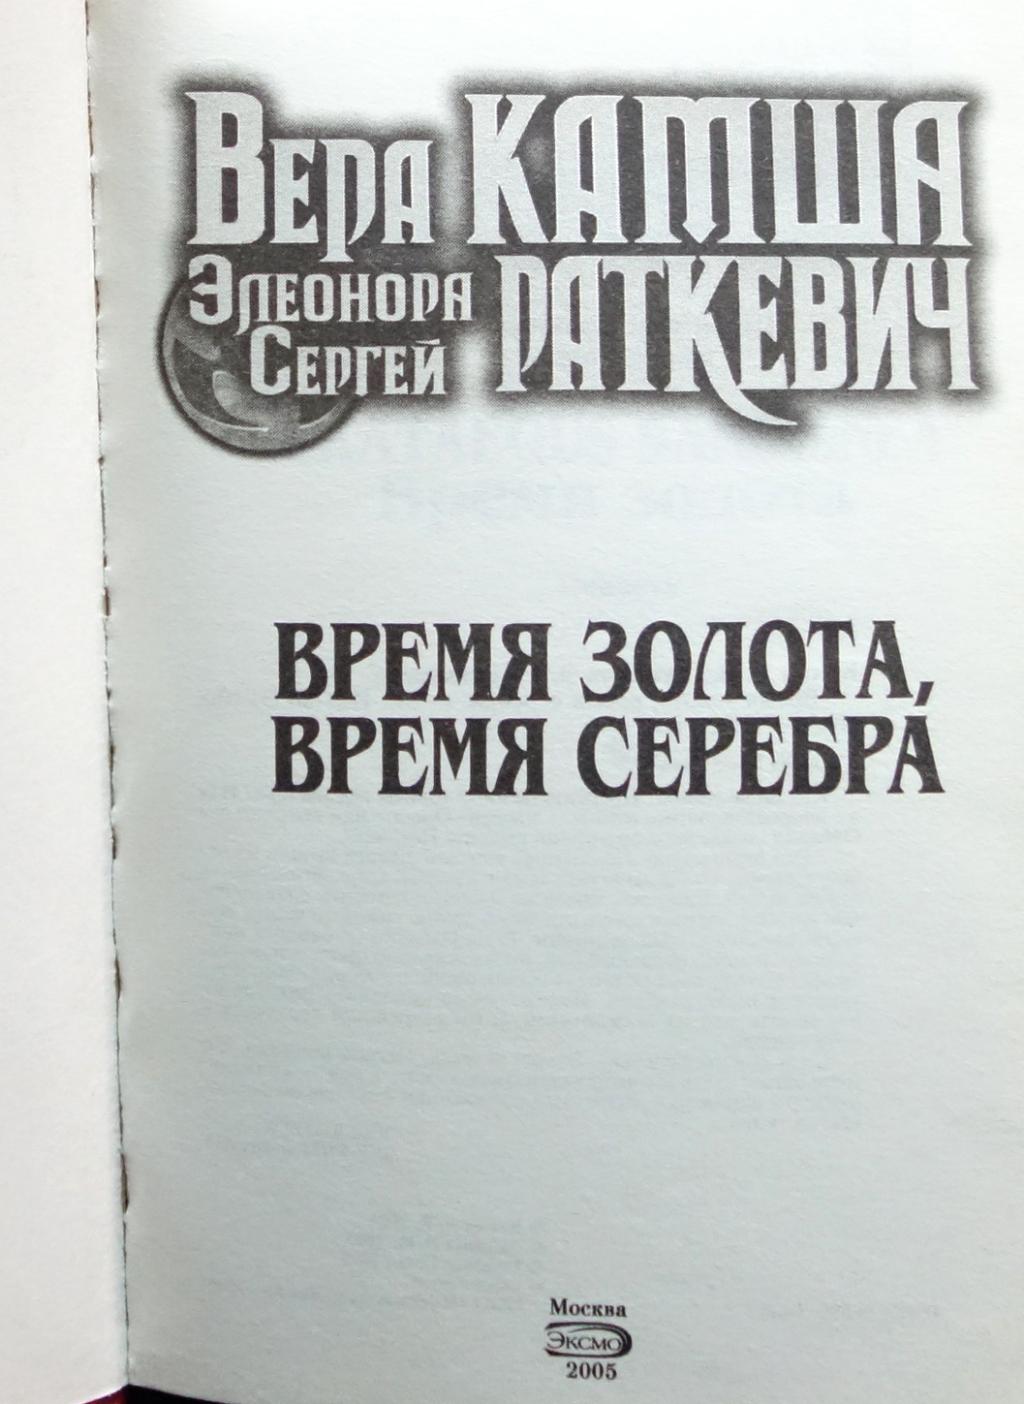 Вера КАМША
Элеонора
Сергей РАТКЕВИЧ
ВРЕМЯ ЗОЛОТА,
ВРЕМЯ СЕРЕБРА
Москва
ЭКСМО
2005